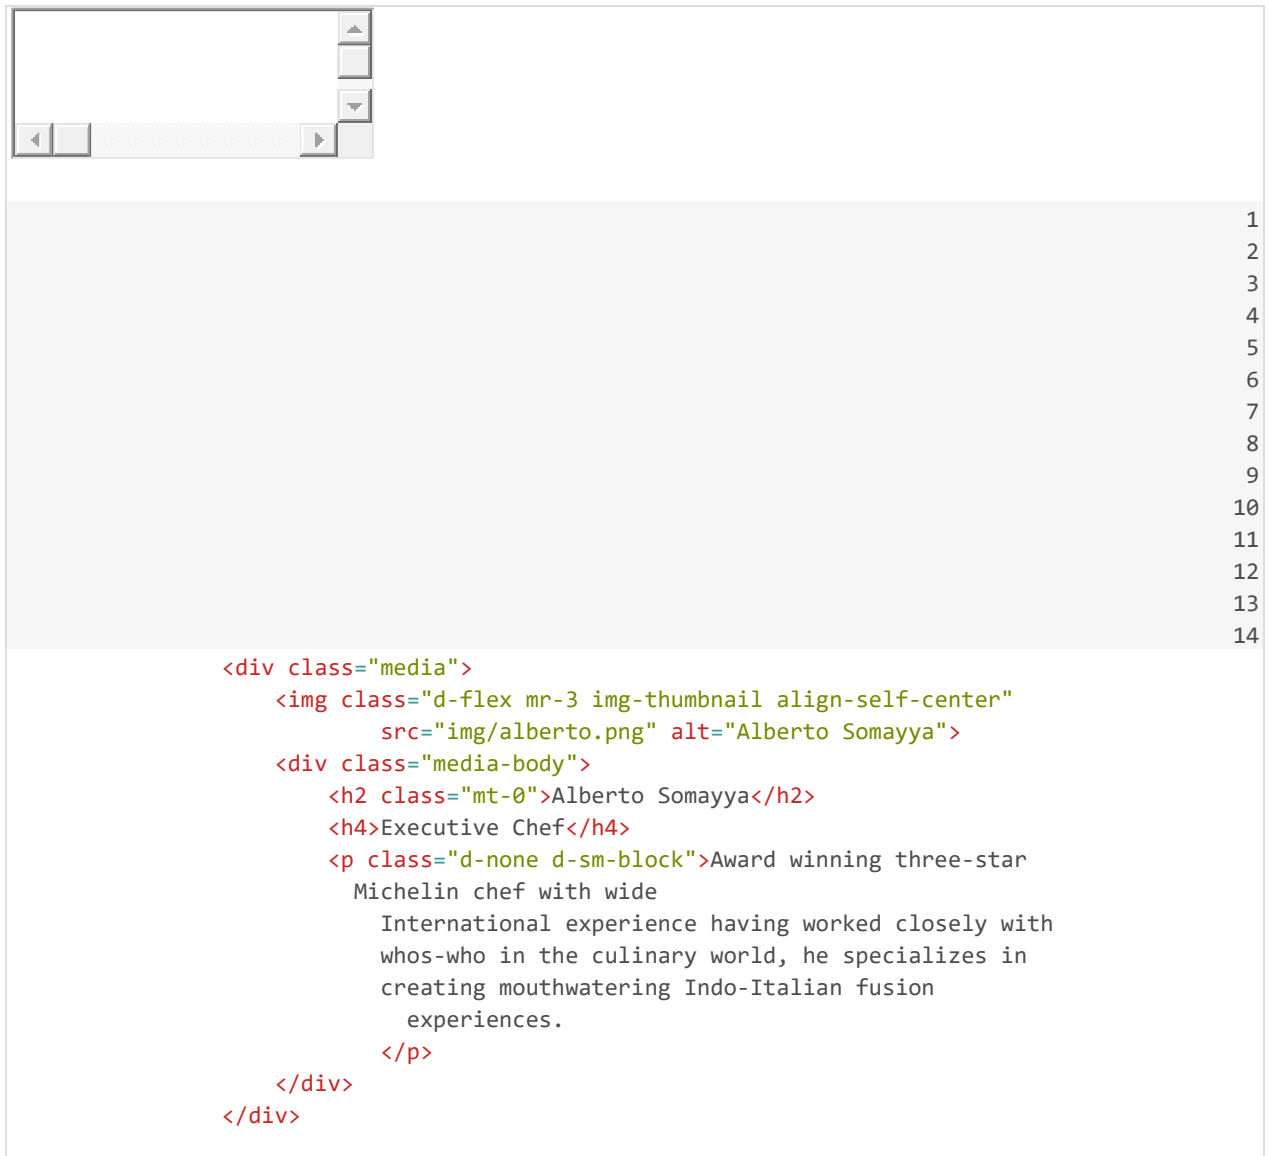 1
2
3
4
5
6
7
8
9
10
11
12
13
14
<div class="media">
    <img class="d-flex mr-3 img-thumbnail align-self-center"
            src="img/alberto.png" alt="Alberto Somayya">
    <div class="media-body">
        <h2 class="mt-0">Alberto Somayya</h2>
        <h4>Executive Chef</h4>
        <p class="d-none d-sm-block">Award winning three-star
          Michelin chef with wide
            International experience having worked closely with
            whos-who in the culinary world, he specializes in
            creating mouthwatering Indo-Italian fusion
              experiences.
            </p>
    </div>
</div>